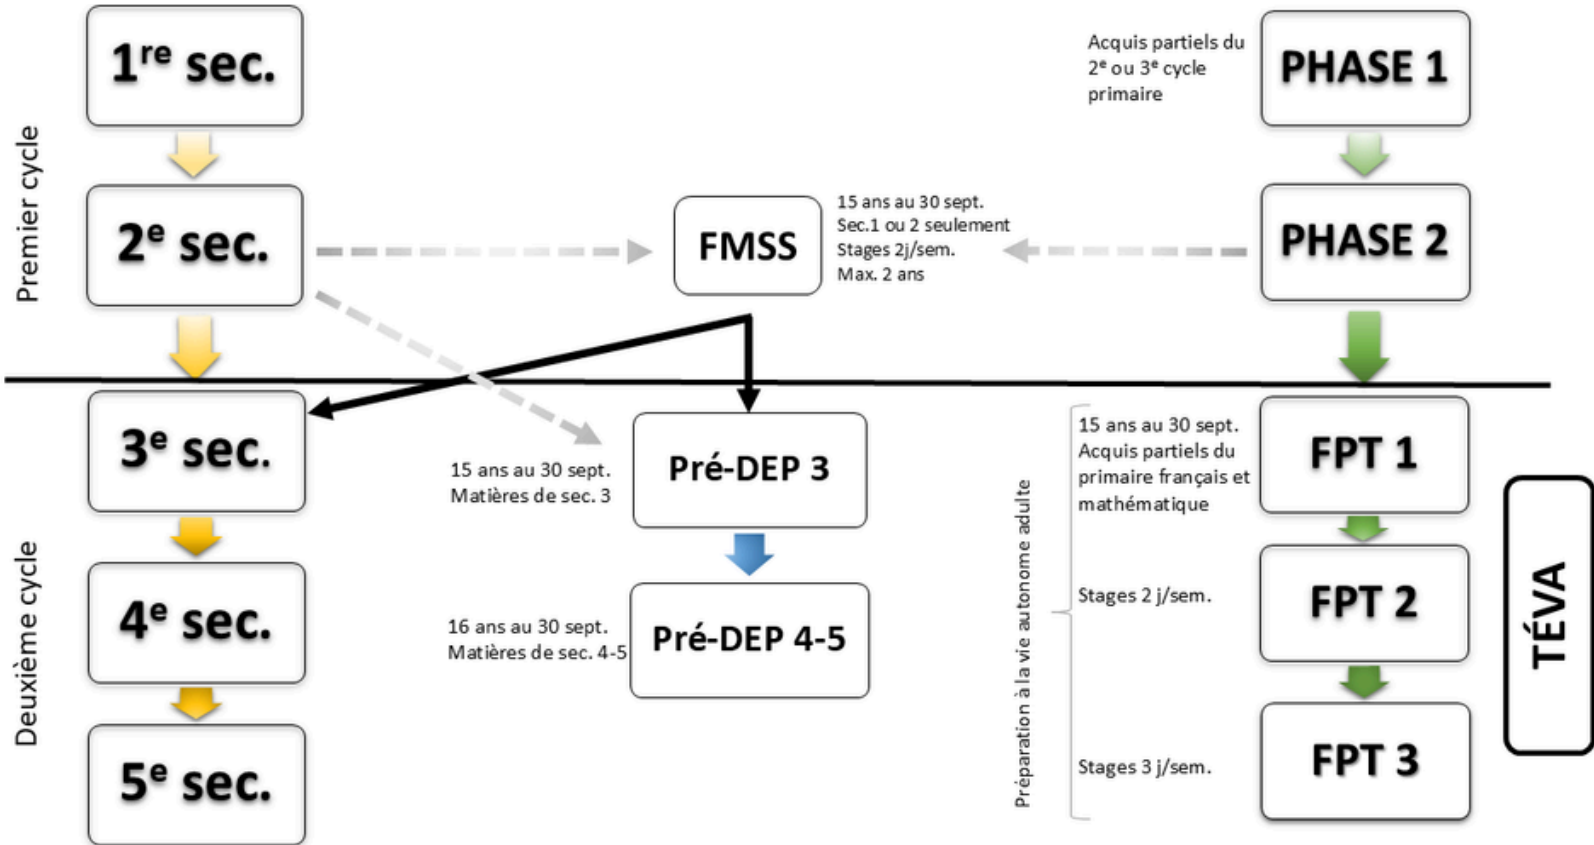 Premier cycle
1re sec.
2e sec.
FMSS
15 ans au 30 sept.
Sec.1 ou 2 seulement
Stages 2j/sem.
Max. 2 ans
Acquis partiels du
2e ou 3e cycle
primaire
PHASE 1
PHASE 2
Deuxième cycle
3e sec.
4e sec.
5e sec.
15 ans au 30 sept.
Matières de sec. 3
Pré-DEP 3
16 ans au 30 sept.
Matières de sec. 4-5
Pré-DEP 4-5
Préparation à la vie autonome adulte
15 ans au 30 sept.
Acquis partiels du
primaire français et
mathématique
FPT 1
Stages 2 j/sem.
FPT 2
Stages 3 j/sem.
FPT 3
TÉVA